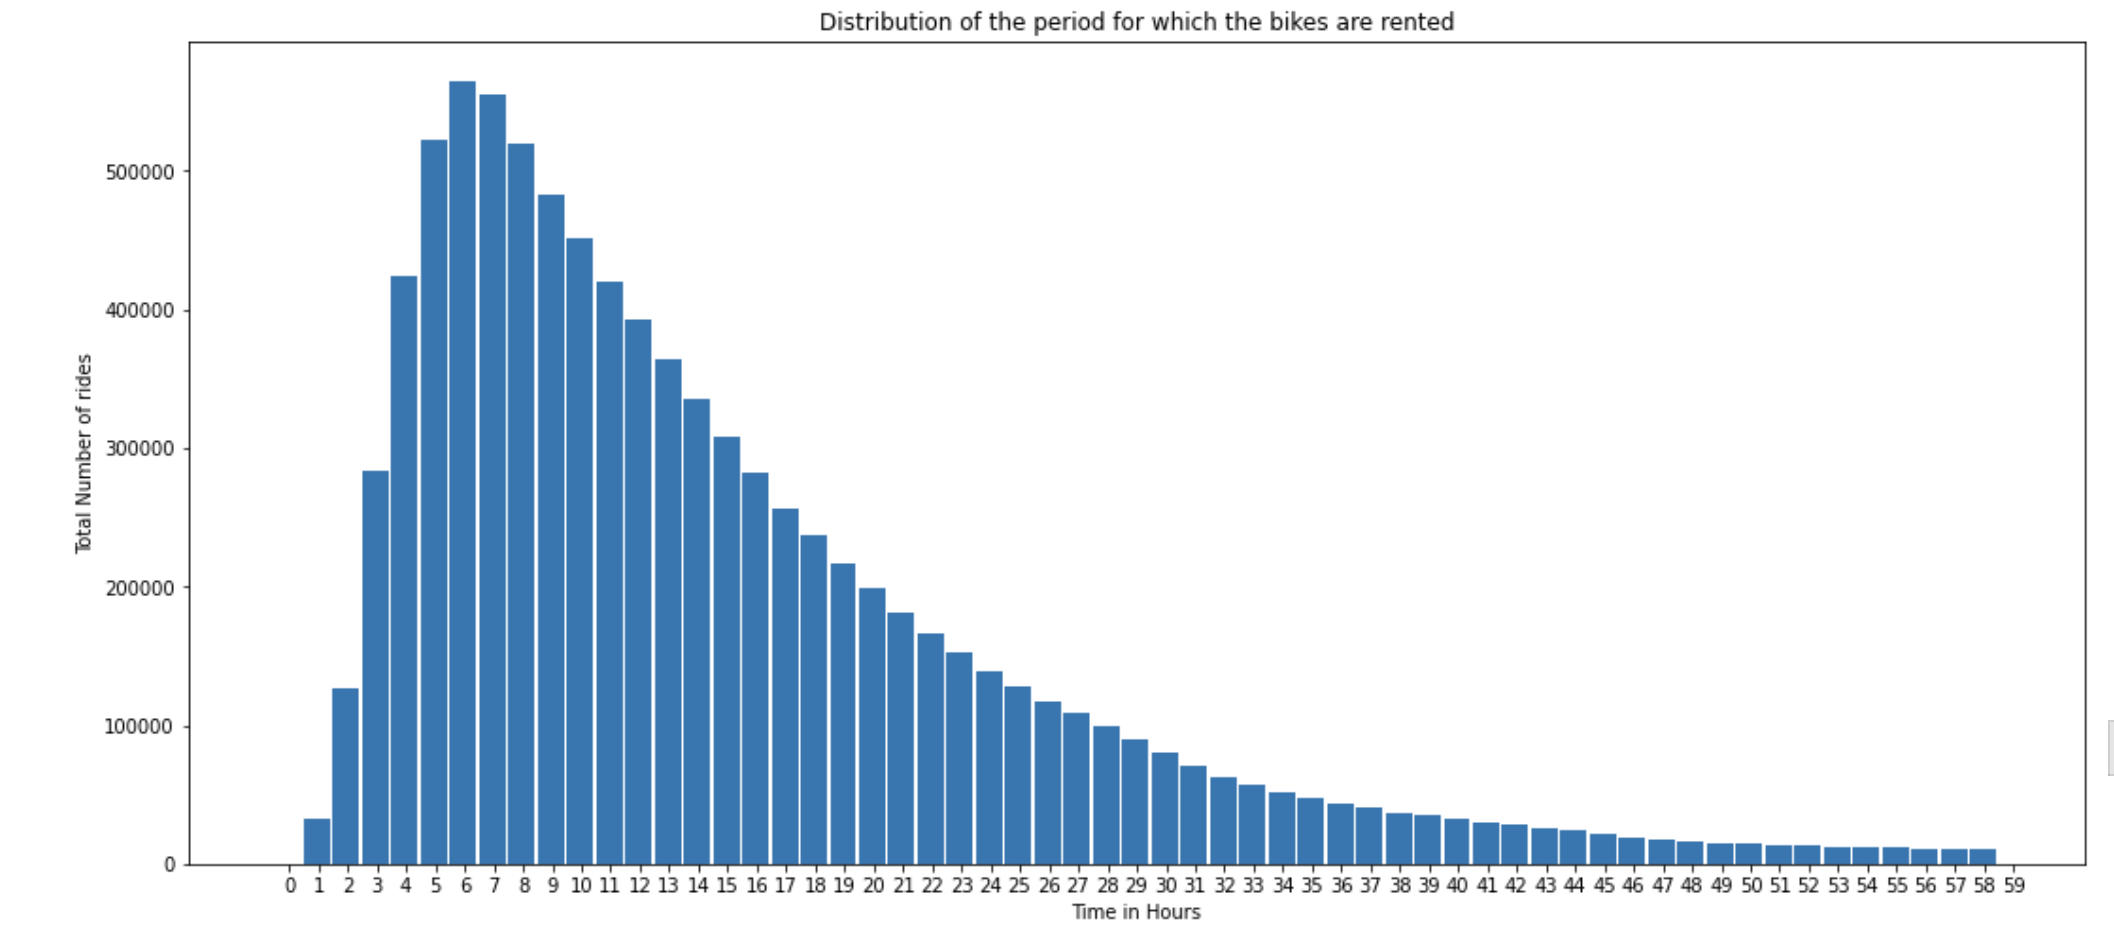 Distribution of the period for which the bikes are rented
Total Number of rides
500000
400000
300000
200000
100000
0
0 1 2 3 4 5 6 7 8 9 10 11 12 13 14 15 16 17 18 19 20 21 22 23 24 25 26 27 28 29 30 31 32 33 34 35 36 37 38 39 40 41 42 43 44 45 46 47 48 49 50 51 52 53 54 55 56 57 58 59
Time in Hours